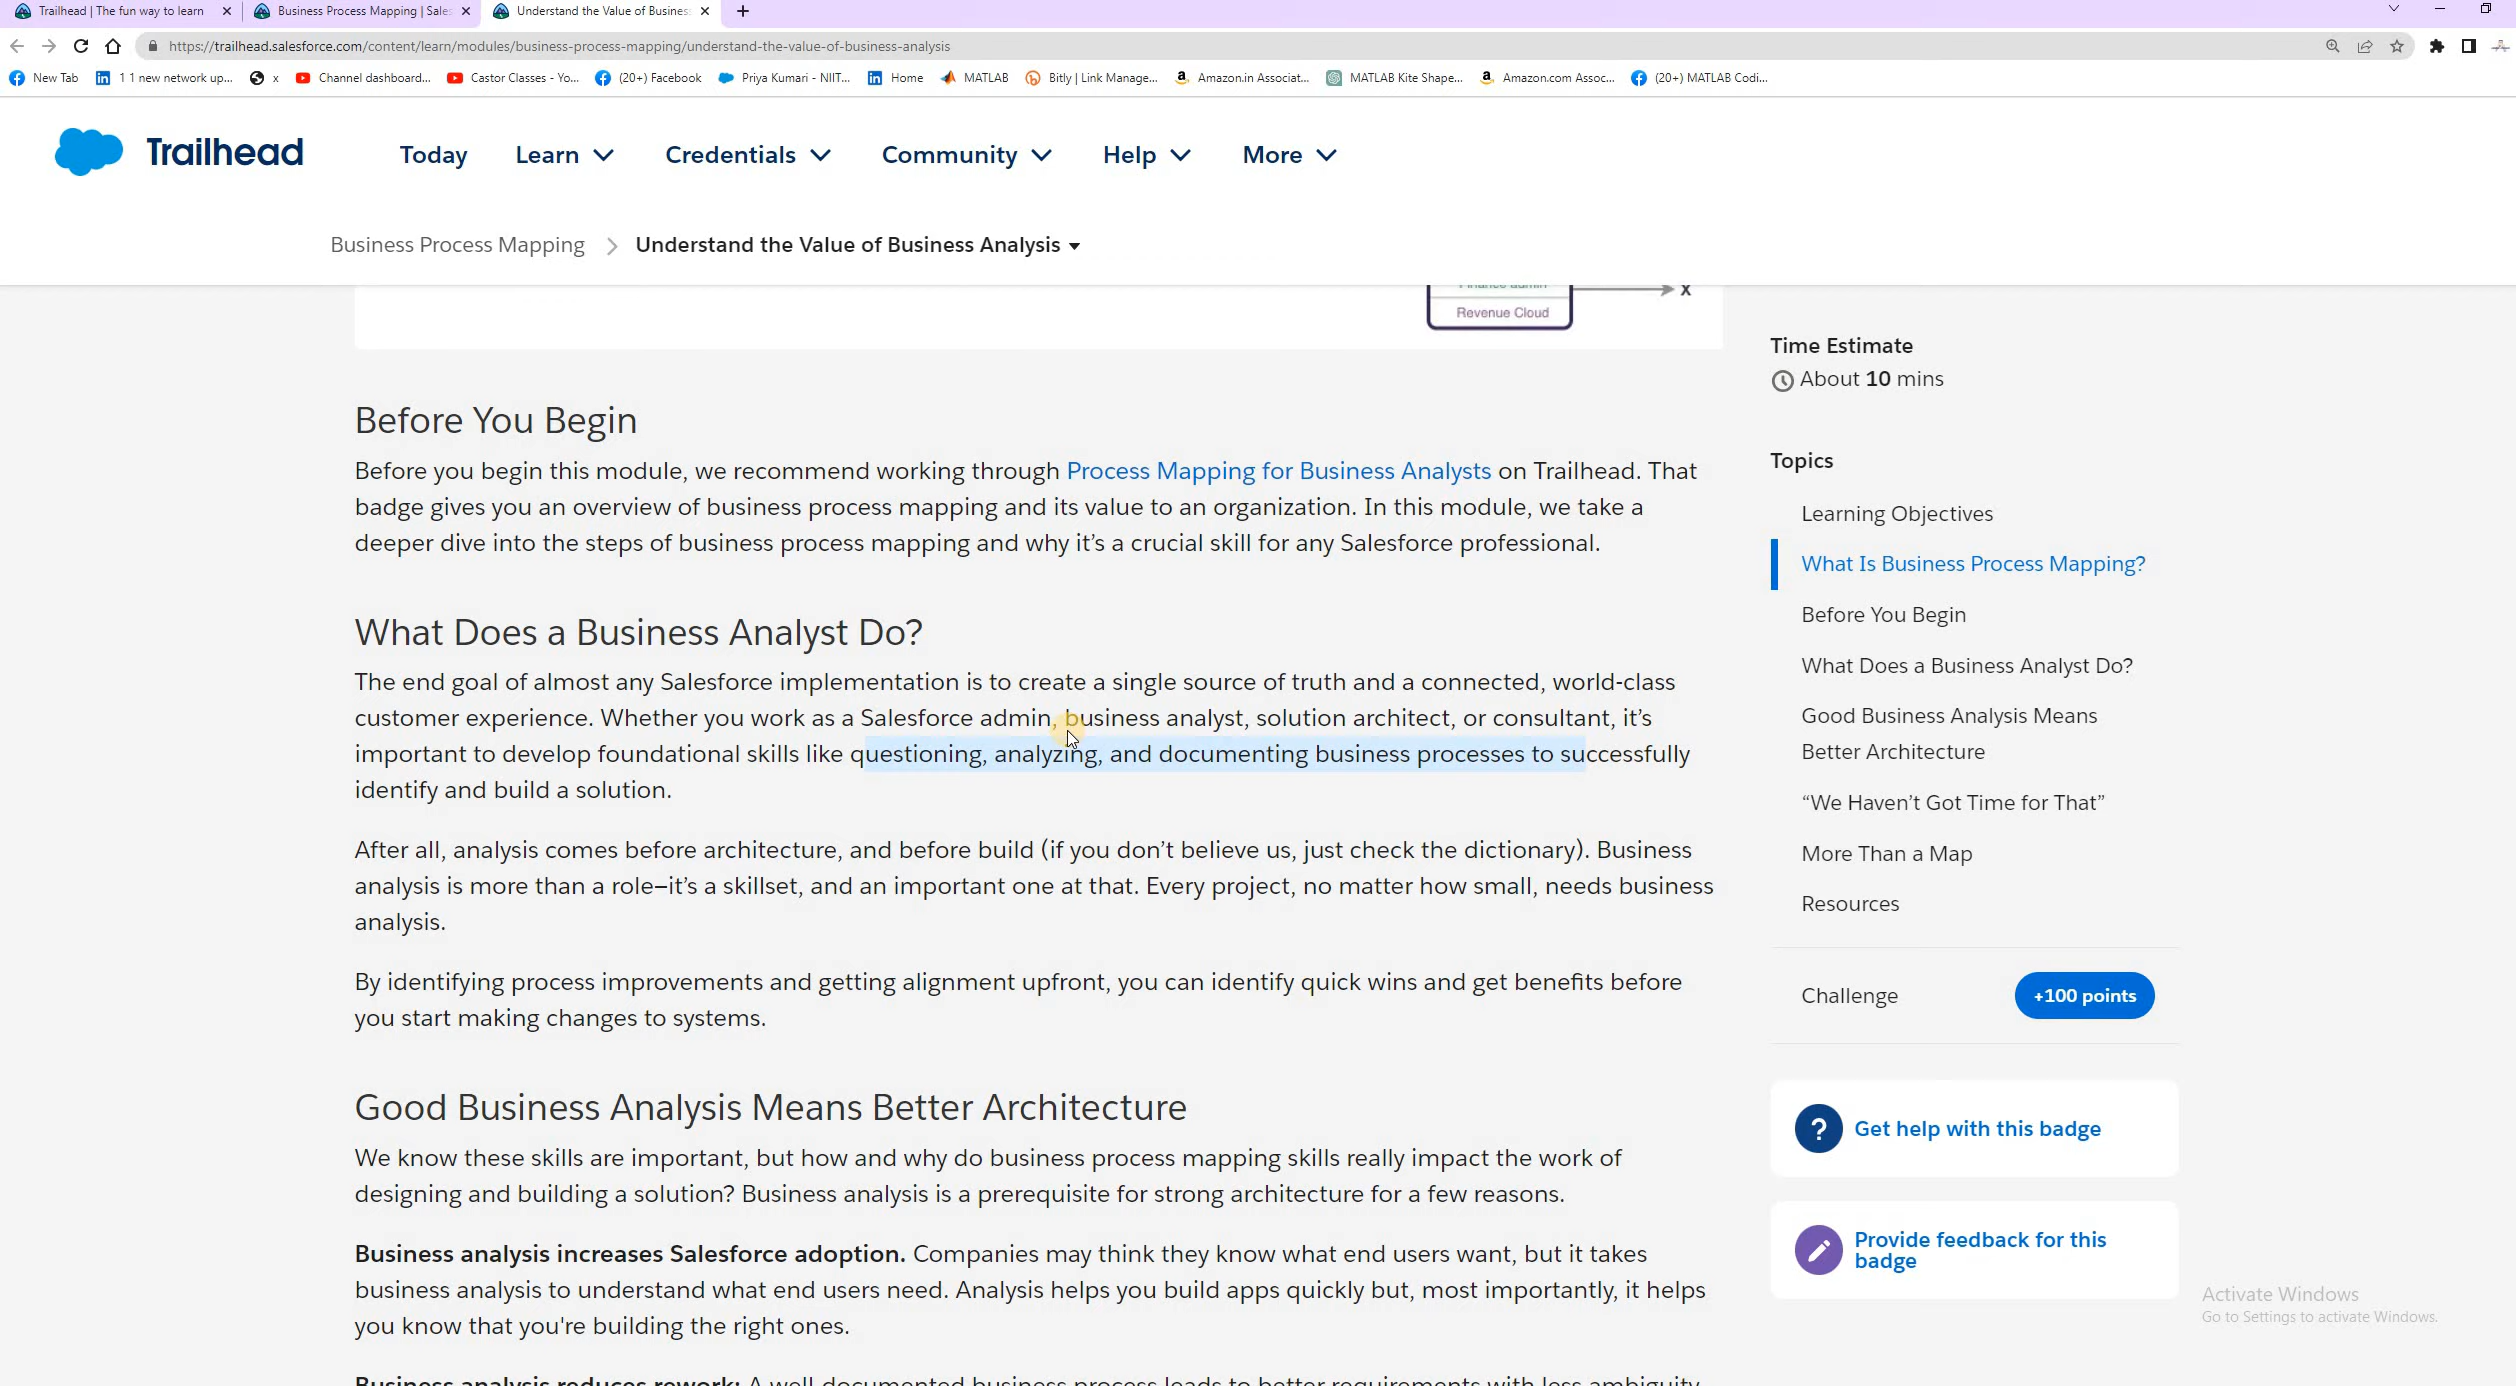 Trailhead | The fun way to learn
Business Process Mapping | Sales
Understand the Value of Busines
https://trailhead.salesforce.com/content/learn/modules/business-process-mapping/understand-the-value-of-business-analysis
New Tab
1 1 new network up...
x
Channel dashboard...
Castor Classes - Yo...
(20+) Facebook
Priya Kumari - NIIT...
Home
MATLAB
Bitly | Link Manage...
Amazon.in Associat...
MATLAB Kite Shape...
Amazon.com Assoc...
(20+) MATLAB Codi...
Trailhead
Today
Learn
Credentials
Community
Help
More
Business Process Mapping
Understand the Value of Business Analysis
Finance admin
X
Revenue Cloud
Before You Begin
Before you begin this module, we recommend working through Process Mapping for Business Analysts on Trailhead. That
badge gives you an overview of business process mapping and its value to an organization. In this module, we take a
deeper dive into the steps of business process mapping and why it's a crucial skill for any Salesforce professional.
What Does a Business Analyst Do?
The end goal of almost any Salesforce implementation is to create a single source of truth and a connected, world-class
customer experience. Whether you work as a Salesforce admin, business analyst, solution architect, or consultant, it's
important to develop foundational skills like questioning, analyzing, and documenting business processes to successfully
identify and build a solution.
After all, analysis comes before architecture, and before build (if you don't believe us, just check the dictionary). Business
analysis is more than a role—it's a skillset, and an important one at that. Every project, no matter how small, needs business
analysis.
By identifying process improvements and getting alignment upfront, you can identify quick wins and get benefits before
you start making changes to systems.
Good Business Analysis Means Better Architecture
We know these skills are important, but how and why do business process mapping skills really impact the work of
designing and building a solution? Business analysis is a prerequisite for strong architecture for a few reasons.
Business analysis increases Salesforce adoption. Companies may think they know what end users want, but it takes
business analysis to understand what end users need. Analysis helps you build apps quickly but, most importantly, it helps
you know that you're building the right ones.
Business analysis reduces rework: A well-documented business process leads to better requirements with less ambiguity
Time Estimate
About 10 mins
Topics
Learning Objectives
What Is Business Process Mapping?
Before You Begin
What Does a Business Analyst Do?
Good Business Analysis Means
Better Architecture
“We Haven't Got Time for That”
More Than a Map
Resources
Challenge
+100 points
Get help with this badge
Provide feedback for this
badge
Activate Windows
Go to Settings to activate Windows.